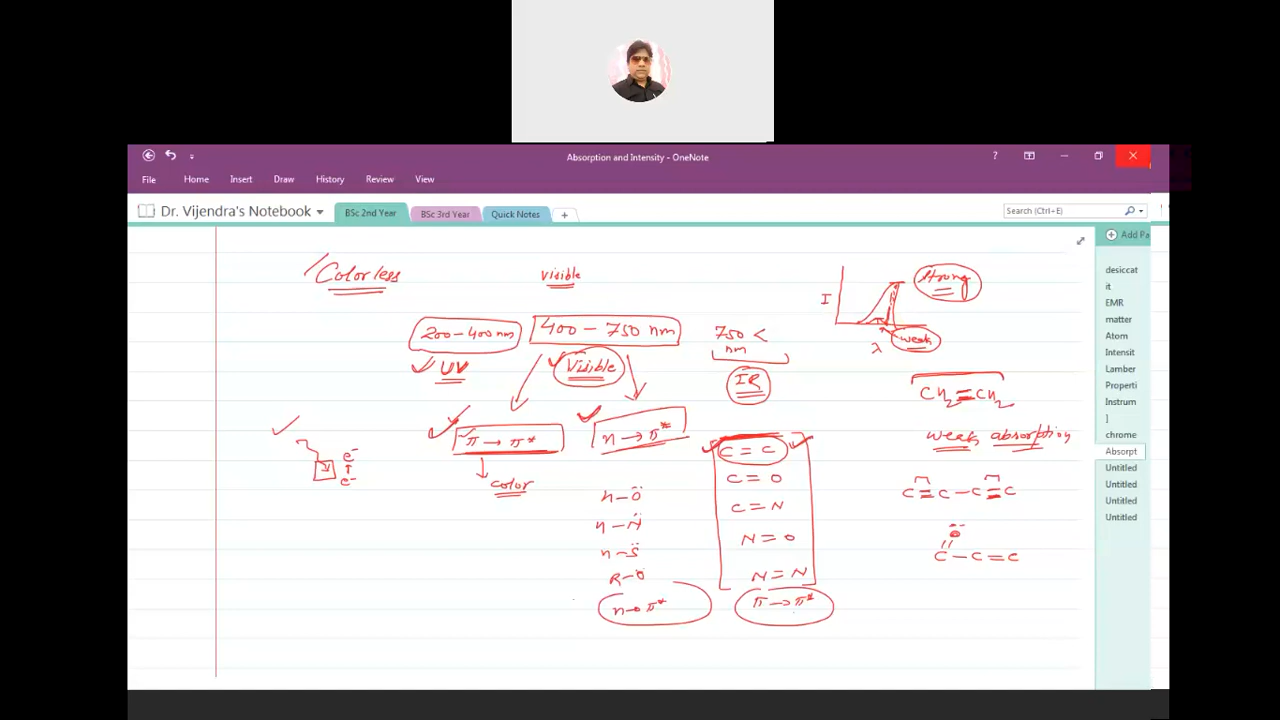 Absorption and Intensity - OneNote
File Home Insert Draw History Review View
Dr. Vijendra's Notebook
BSc 2nd Year BSc 3rd Year Quick Notes
Search (Ctrl+E)
Add Pa
desiccat
it
EMR
matter
Atom
Intensit
Lamber
Properti
Instrum
]
chrome
Absorpt
Untitled
Untitled
Untitled
Untitled
Colorless
visible
200-400nm
400 - 750 nm
750 <
nm
UV
Visible
IR
I
λ
Strong
weak
π → π*
n → π*
color
e-
e-
C = C
C = O
C = N
N = O
N = N
π → π*
n → π*
CH2=CH2
weak absorption
C=C-C=C
C-C=C